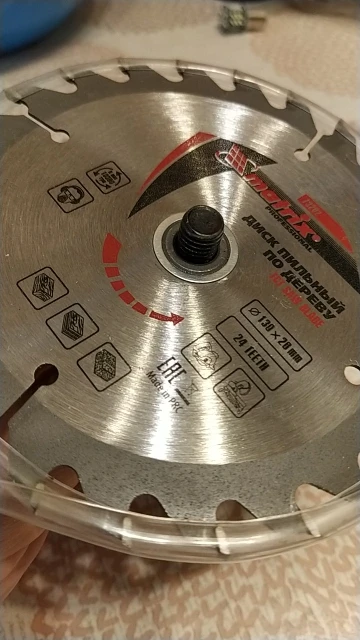 matrix
PROFESSIONAL
ДИСК ПИЛЬНЫЙ
ПО ДЕРЕВУ
Ø 130 × 20 mm
24 TEETH
EAC
Made in PRC